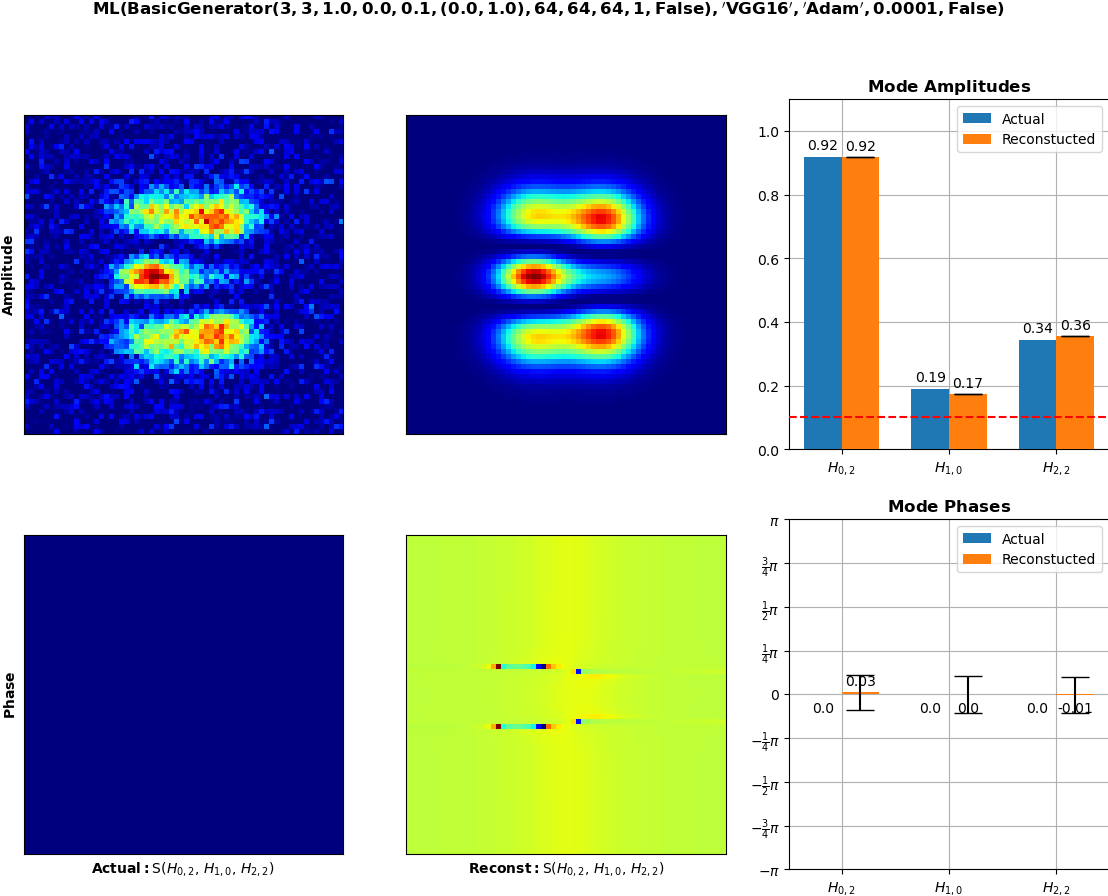 ML(BasicGenerator(3, 3, 1.0, 0.0, 0.1, (0.0, 1.0), 64, 64, 64, 1, False), ′VGG16′, ′Adam′, 0.0001, False)
Mode Amplitudes
Amplitude
1.0
0.8
0.6
0.4
0.2
0.0
Actual
Reconstucted
0.92 0.92
0.19 0.17
0.34 0.36
H0,2 H1,0 H2,2
Mode Phases
Phase
π
3/4π
1/2π
1/4π
0
−1/4π
−1/2π
−3/4π
−π
Actual
Reconstucted
0.0 0.03
0.0 0.0
0.0 -0.01
H0,2 H1,0 H2,2
Actual: S(H0,2, H1,0, H2,2)
Reconst: S(H0,2, H1,0, H2,2)